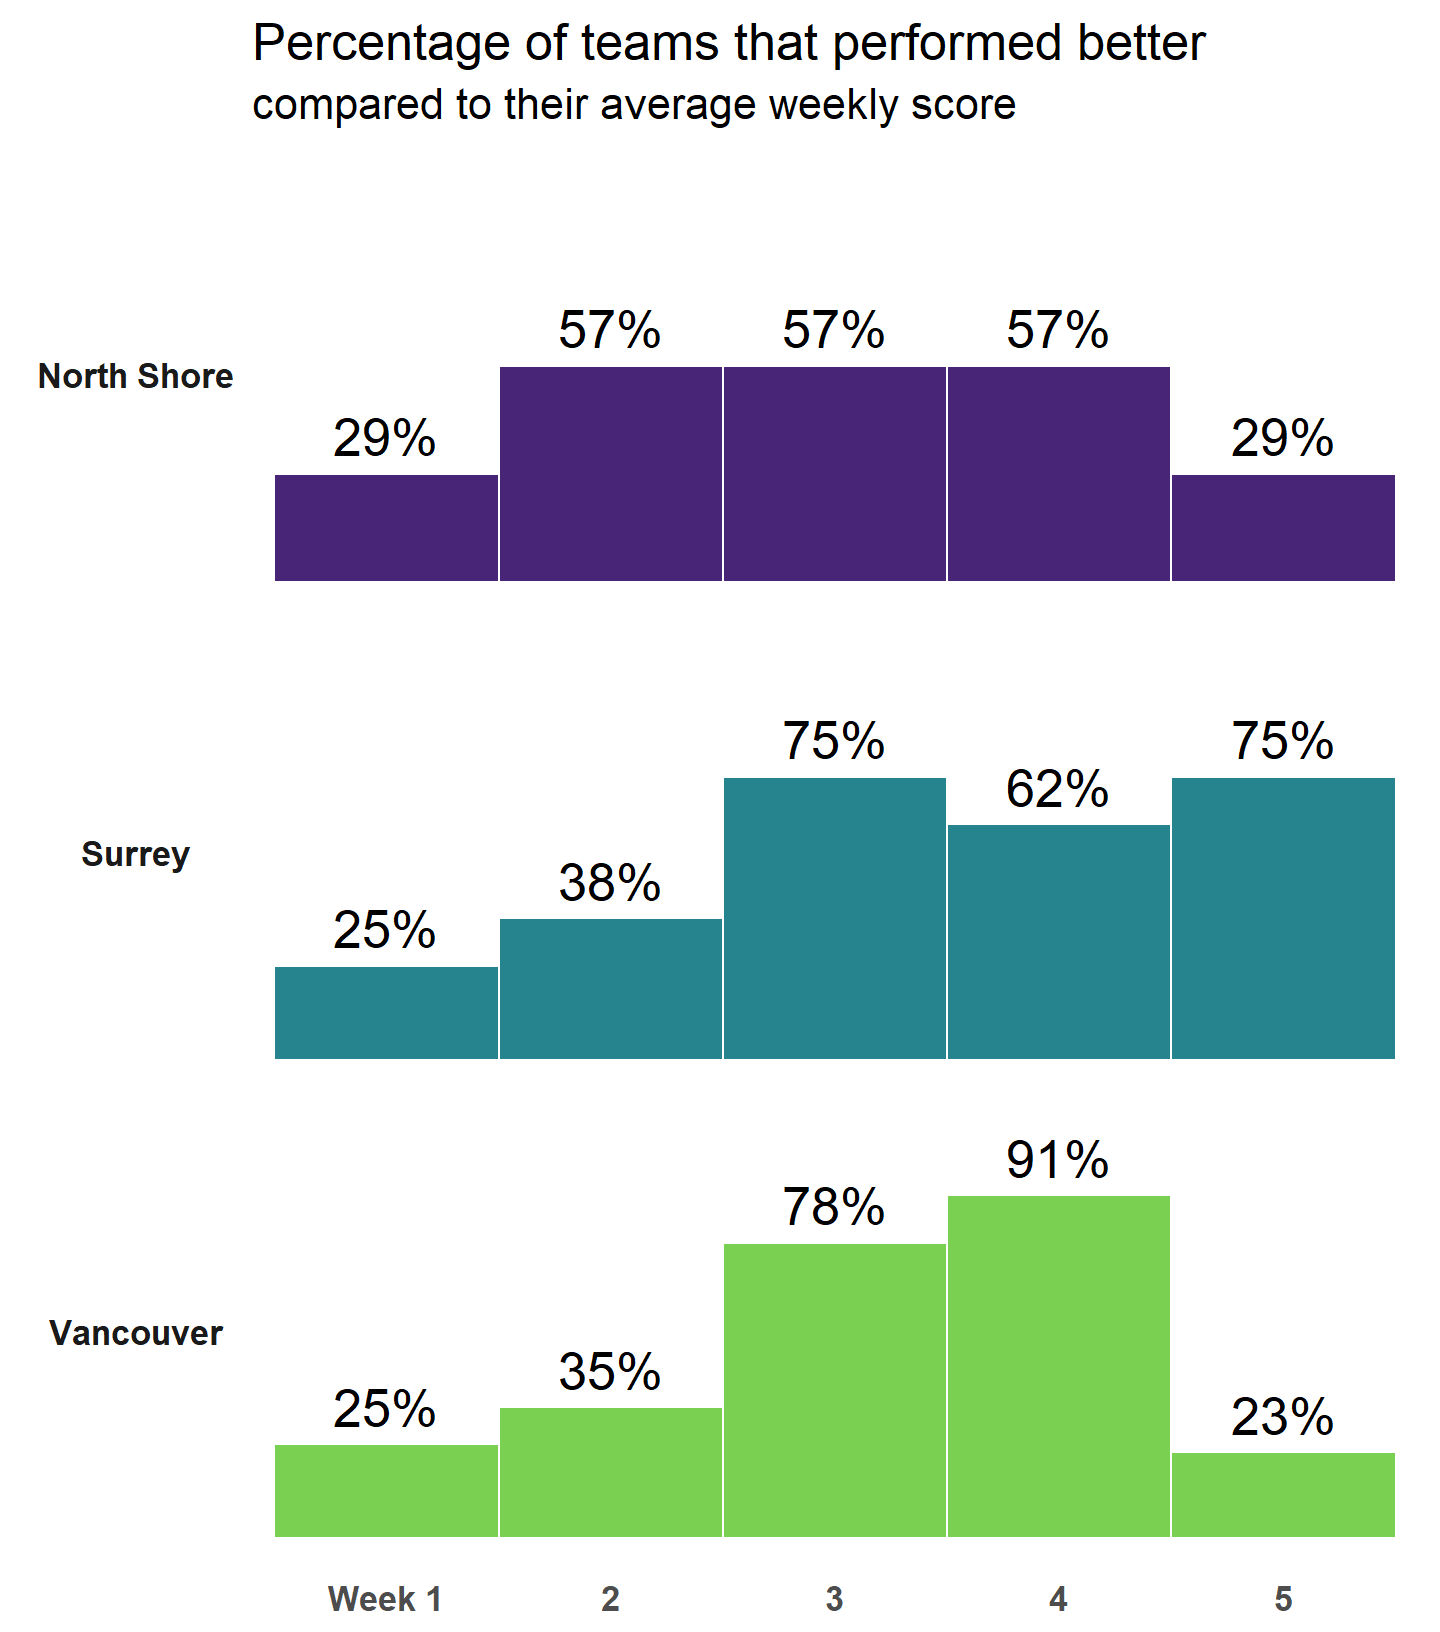 Percentage of teams that performed better
compared to their average weekly score
57% 57% 57%
North Shore
29% 29%
75% 75%
62%
Surrey
38%
25%
91%
78%
Vancouver
35%
25% 23%
Week 1 2 3 4 5